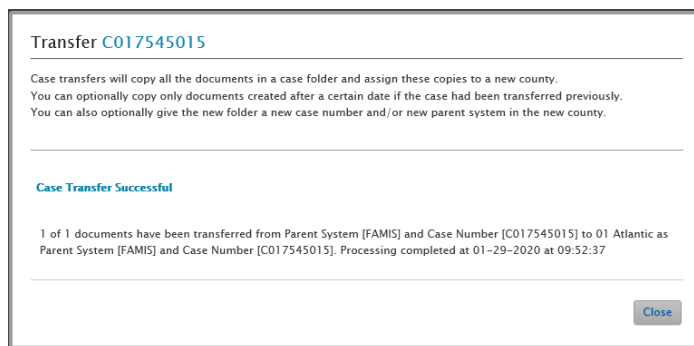 Transfer C017545015
Case transfers will copy all the documents in a case folder and assign these copies to a new county.
You can optionally copy only documents created after a certain date if the case had been transferred previously.
You can also optionally give the new folder a new case number and/or new parent system in the new county.
Case Transfer Successful
1 of 1 documents have been transferred from Parent System [FAMIS] and Case Number [C017545015] to 01 Atlantic as
Parent System [FAMIS] and Case Number [C017545015]. Processing completed at 01-29-2020 at 09:52:37
Close